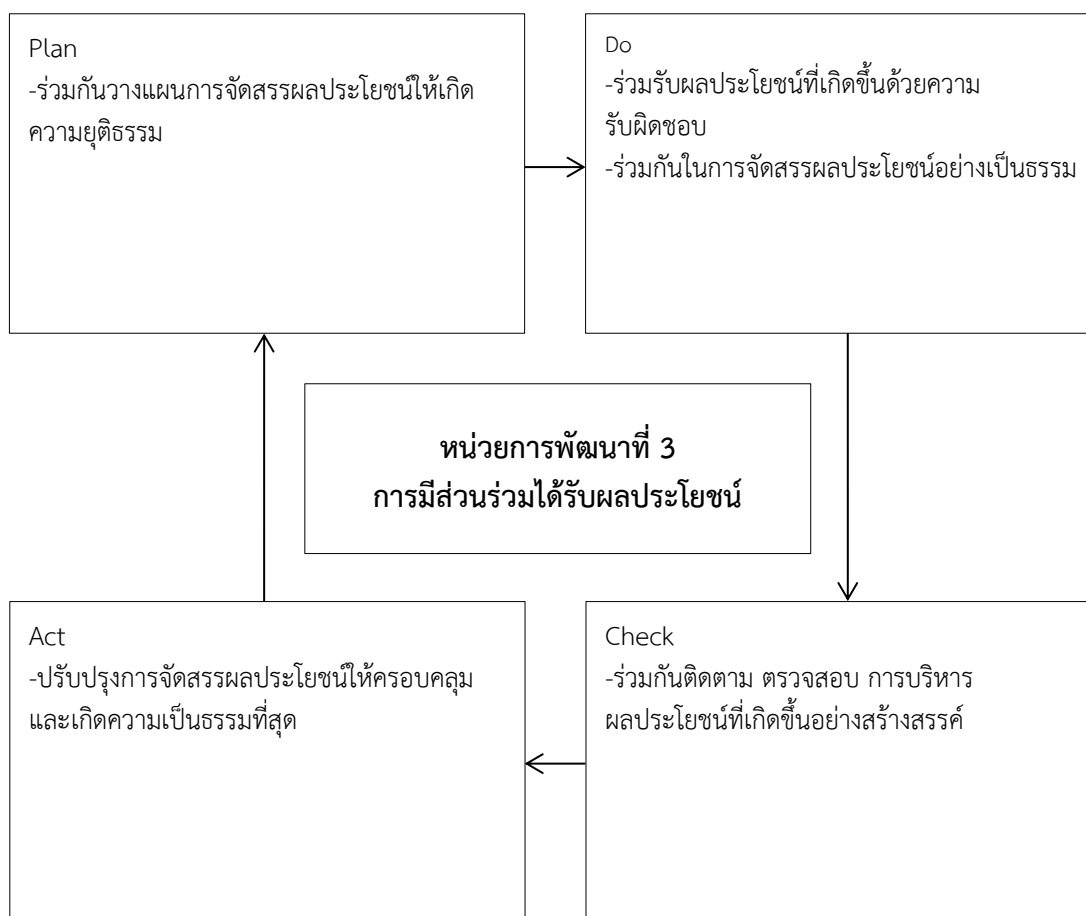 Plan
-ร่วมกันวางแผนการจัดสรรผลประโยชน์ให้เกิด
ความยุติธรรม
Do
-ร่วมรับผลประโยชน์ที่เกิดขึ้นด้วยความ
รับผิดชอบ
-ร่วมกันในการจัดสรรผลประโยชน์อย่างเป็นธรรม
หน่วยการพัฒนาที่ 3
การมีส่วนร่วมได้รับผลประโยชน์
Act
-ปรับปรุงการจัดสรรผลประโยชน์ให้ครอบคลุม
และเกิดความเป็นธรรมที่สุด
Check
-ร่วมกันติดตาม ตรวจสอบ การบริหาร
ผลประโยชน์ที่เกิดขึ้นอย่างสร้างสรรค์